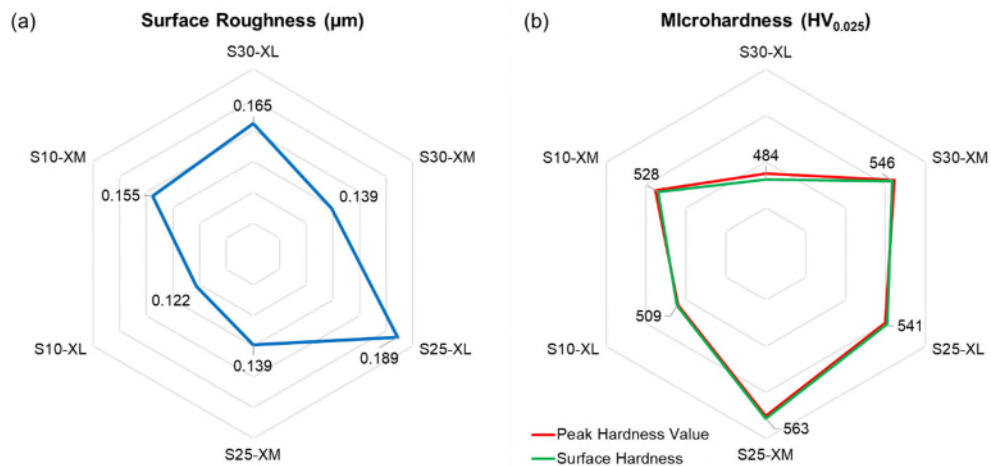 (a)
Surface Roughness (µm)
S30-XL
0.165
S10-XM
S30-XM
0.155
0.139
0.122
S10-XL
S25-XL
0.139
0.189
S25-XM
(b)
MIcrohardness (HV0.025)
S30-XL
484
S10-XM
S30-XM
528
546
509
541
S10-XL
S25-XL
563
S25-XM
Peak Hardness Value
Surface Hardness